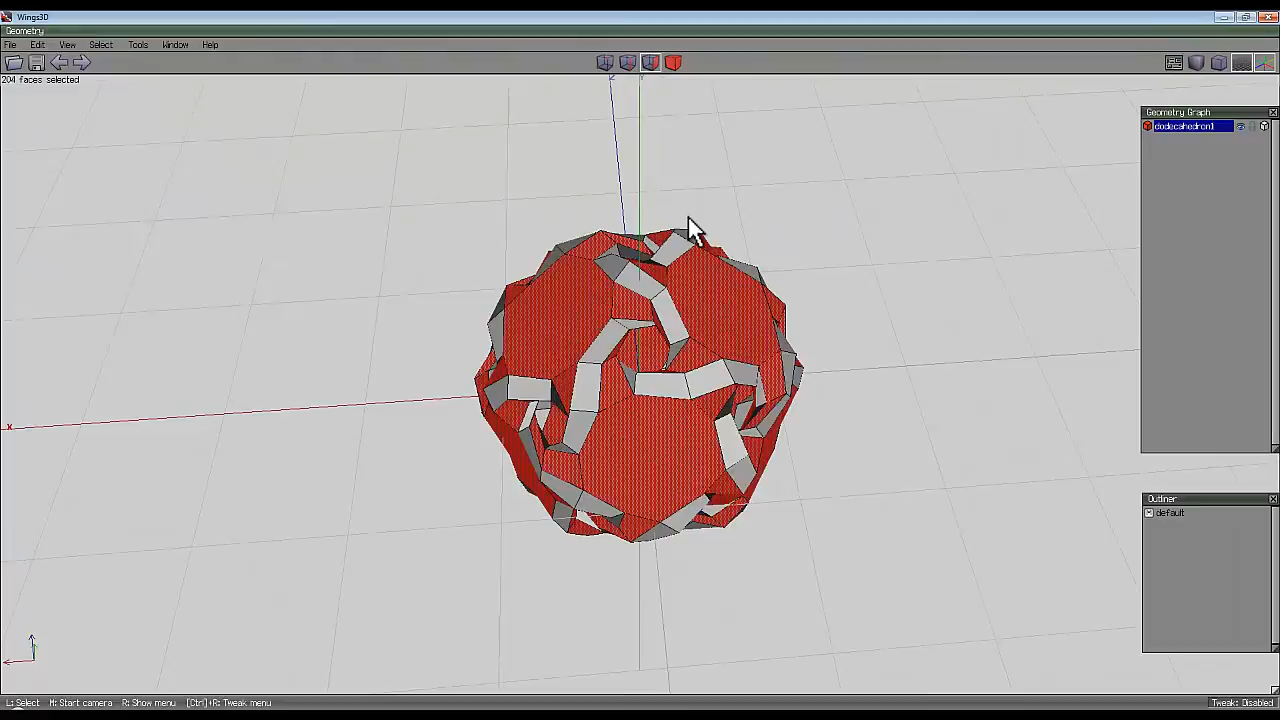 Wings3D
Geometry
File Edit View Select Tools Window Help
204 faces selected
Z
Y
Geometry Graph
dodecahedron1
X
Outliner
default
L: Select M: Start camera R: Show menu [Ctrl]+R: Tweak menu
Tweak: Disabled